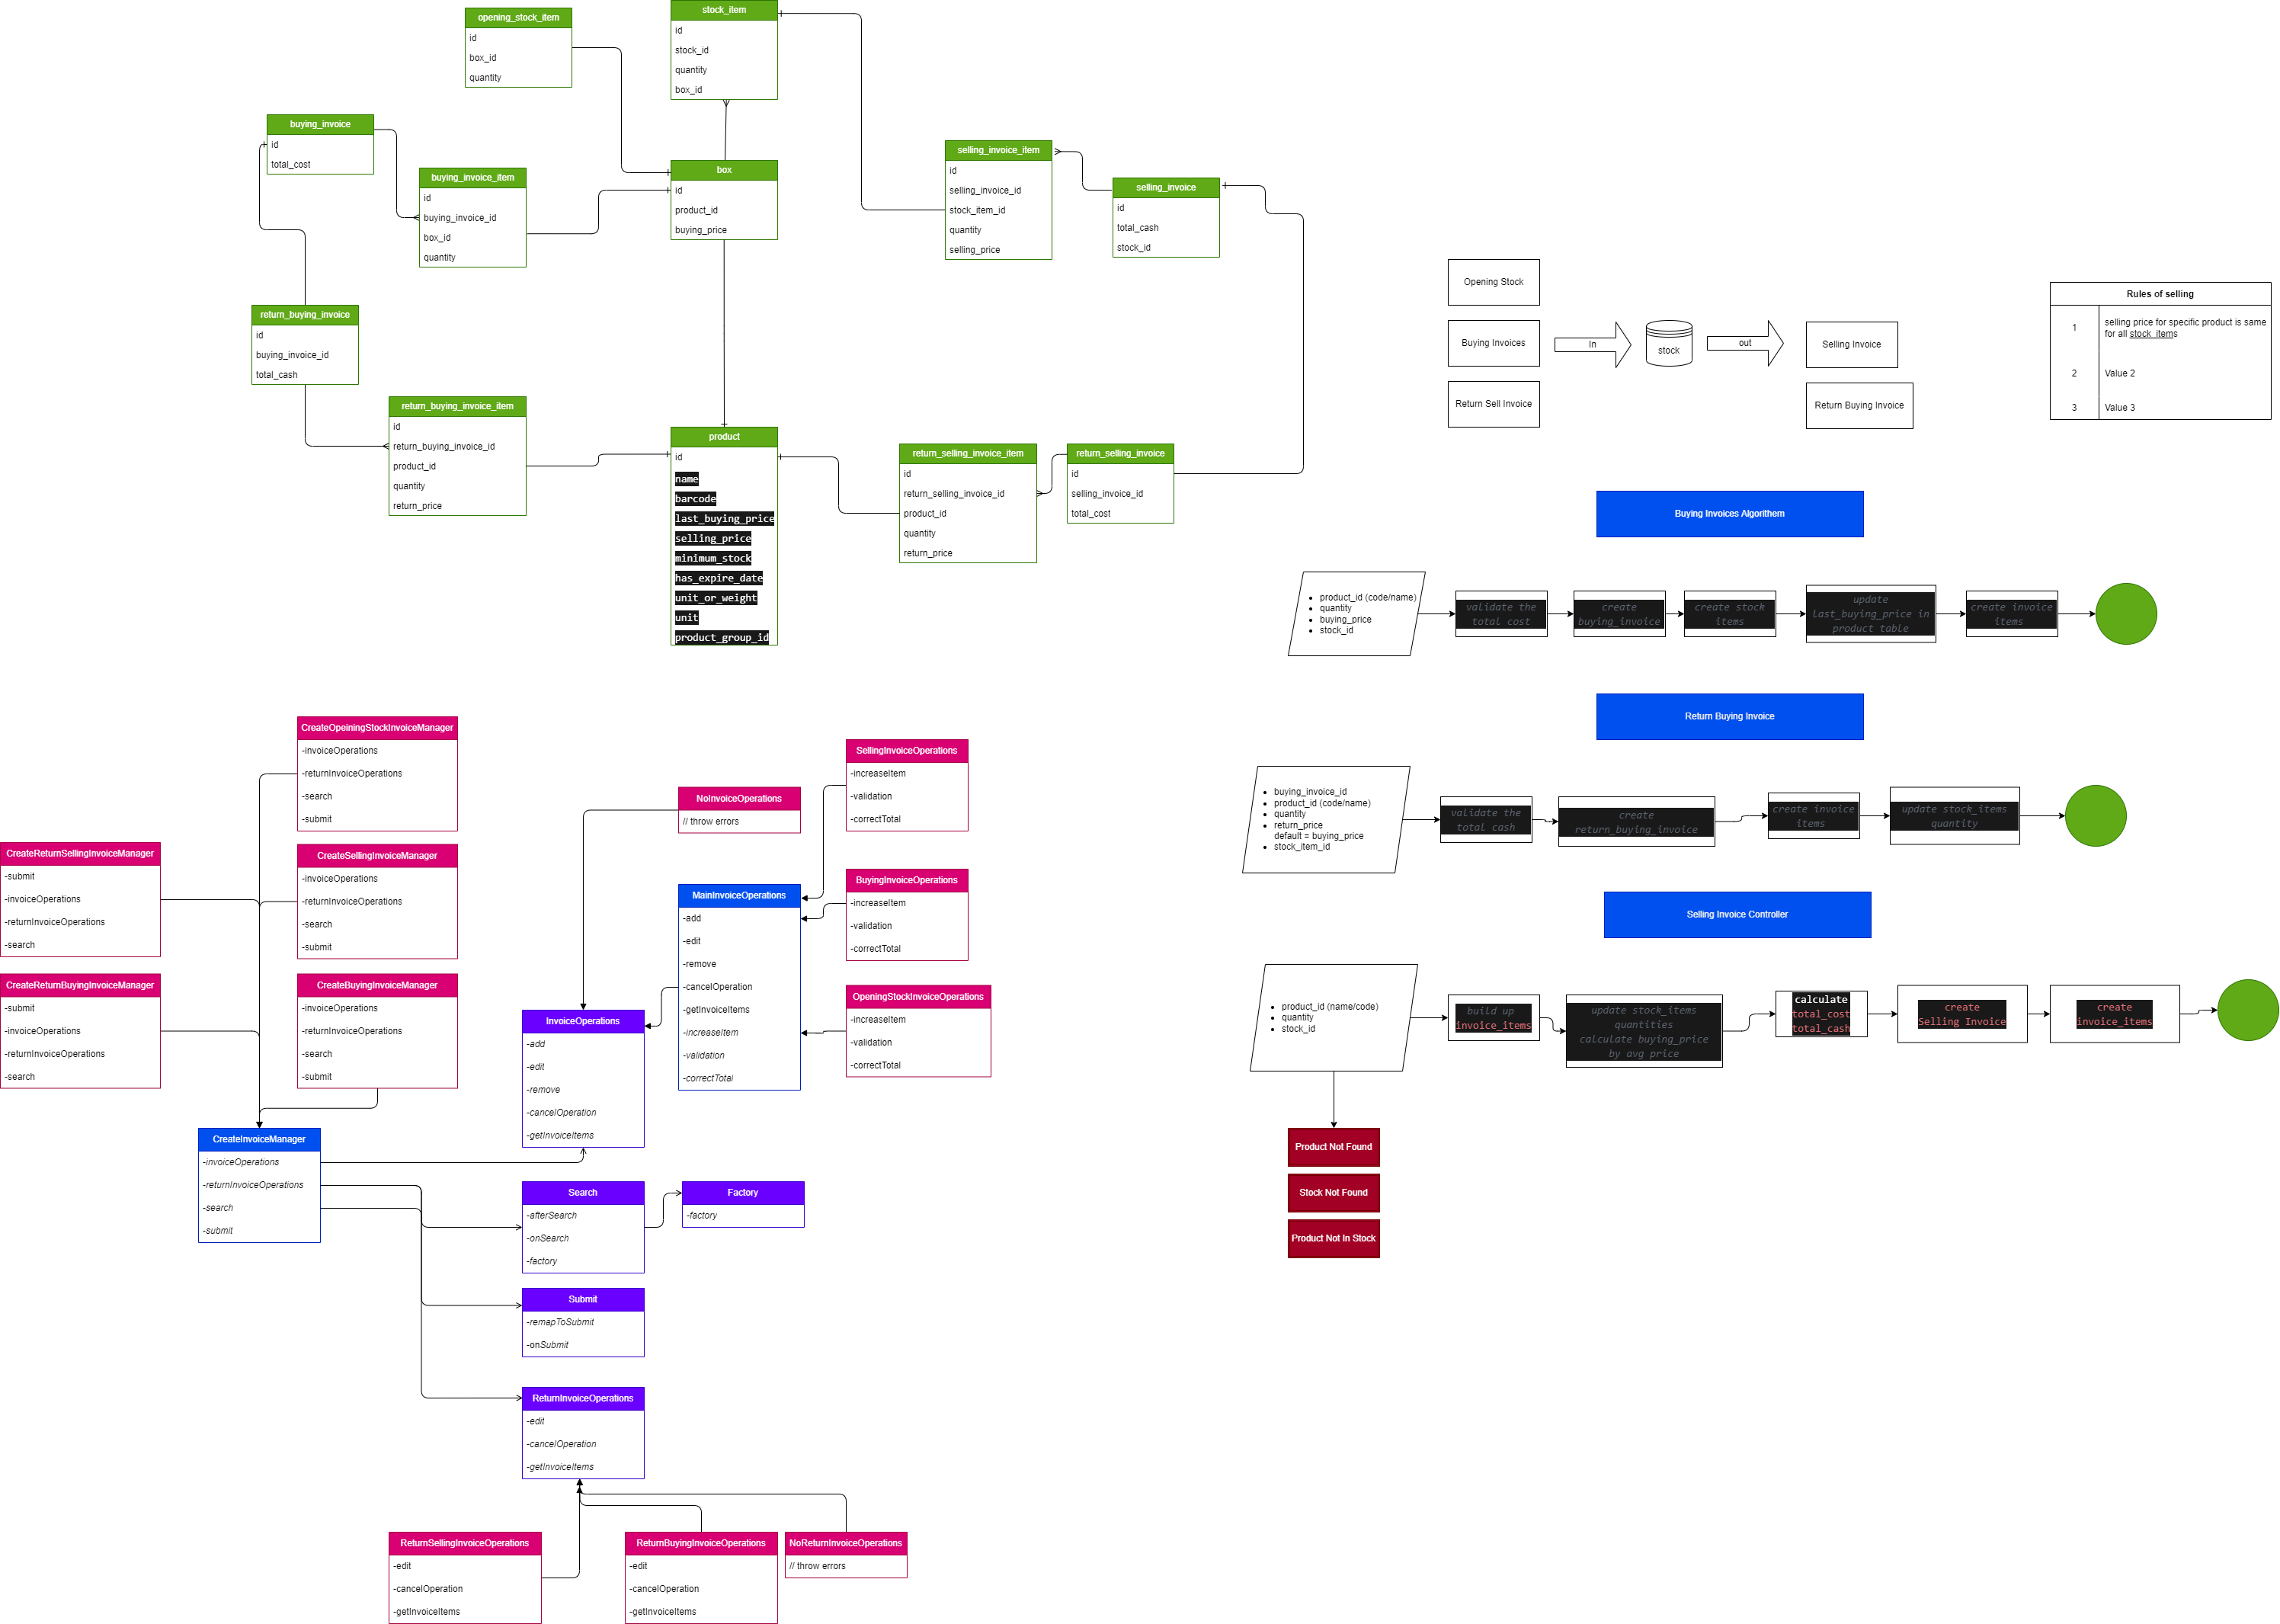 opening_stock_item
id
box_id
quantity
stock_item
id
stock_id
quantity
box_id
buying_invoice
id
total_cost
buying_invoice_item
id
buying_invoice_id
box_id
quantity
box
id
product_id
buying_price
selling_invoice_item
id
selling_invoice_id
stock_item_id
quantity
selling_price
selling_invoice
id
total_cash
stock_id
return_buying_invoice
id
buying_invoice_id
total_cash
return_buying_invoice_item
id
return_buying_invoice_id
product_id
quantity
return_price
product
id
name
barcode
last_buying_price
selling_price
minimum_stock
has_expire_date
unit_or_weight
unit
product_group_id
return_selling_invoice_item
id
return_selling_invoice_id
product_id
quantity
return_price
return_selling_invoice
id
selling_invoice_id
total_cost
Opening Stock
Buying Invoices
Return Sell Invoice
In
stock
out
Selling Invoice
Return Buying Invoice
Rules of selling
1
selling price for specific product is same
for all stock_items
2
Value 2
3
Value 3
Buying Invoices Algorithem
product_id (code/name)
quantity
buying_price
stock_id
validate the
total cost
create
buying_invoice
create stock
items
update
last_buying_price in
product table
create invoice
items
Return Buying Invoice
buying_invoice_id
product_id (code/name)
quantity
return_price
default = buying_price
stock_item_id
validate the
total cash
create
return_buying_invoice
create invoice
items
update stock_items
quantity
Selling Invoice Controller
product_id (name/code)
quantity
stock_id
build up
invoice_items
update stock_items
quantities
calculate buying_price
by avg price
calculate
total_cost
total_cash
create
Selling Invoice
create
invoice_items
Product Not Found
Stock Not Found
Product Not In Stock
CreateOpeiningStockInvoiceManager
-invoiceOperations
-returnInvoiceOperations
-search
-submit
CreateReturnSellingInvoiceManager
-submit
-invoiceOperations
-returnInvoiceOperations
-search
CreateSellingInvoiceManager
-invoiceOperations
-returnInvoiceOperations
-search
-submit
CreateReturnBuyingInvoiceManager
-submit
-invoiceOperations
-returnInvoiceOperations
-search
CreateBuyingInvoiceManager
-invoiceOperations
-returnInvoiceOperations
-search
-submit
CreateInvoiceManager
-invoiceOperations
-returnInvoiceOperations
-search
-submit
NoInvoiceOperations
// throw errors
SellingInvoiceOperations
-increaseItem
-validation
-correctTotal
MainInvoiceOperations
-add
-edit
-remove
-cancelOperation
-getInvoiceItems
-increaseItem
-validation
-correctTotal
BuyingInvoiceOperations
-increaseItem
-validation
-correctTotal
OpeningStockInvoiceOperations
-increaseItem
-validation
-correctTotal
InvoiceOperations
-add
-edit
-remove
-cancelOperation
-getInvoiceItems
Search
-afterSearch
-onSearch
-factory
Factory
-factory
Submit
-remapToSubmit
-onSubmit
ReturnInvoiceOperations
-edit
-cancelOperation
-getInvoiceItems
ReturnSellingInvoiceOperations
-edit
-cancelOperation
-getInvoiceItems
ReturnBuyingInvoiceOperations
-edit
-cancelOperation
-getInvoiceItems
NoReturnInvoiceOperations
// throw errors